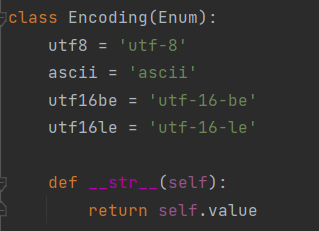 class Encoding(Enum):
    utf8 = 'utf-8'
    ascii = 'ascii'
    utf16be = 'utf-16-be'
    utf16le = 'utf-16-le'

    def __str__(self):
        return self.value